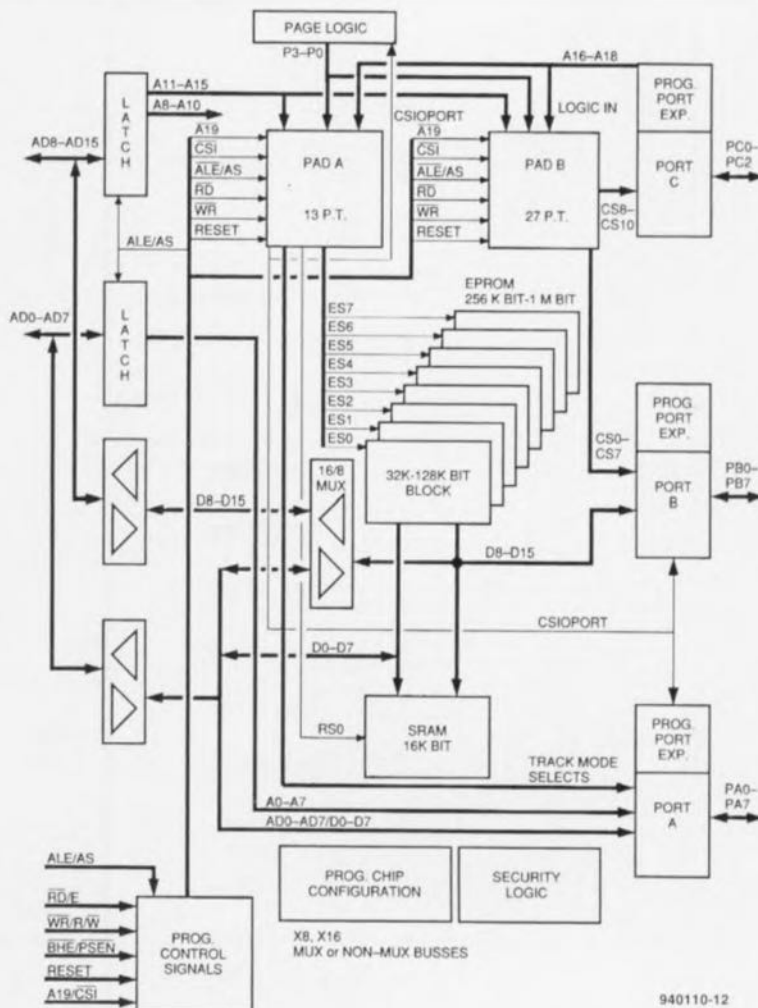 PAGE LOGIC
P3–P0
A16–A18
A11–A15
A8–A10
LATCH
AD8–AD15
CSIOPORT
LOGIC IN
PROG.
PORT
EXP.
PORT
C
PC0–
PC2
A19
CSI
ALE/AS
RD
WR
RESET
PAD A
13 P.T.
A19
CSI
ALE/AS
RD
WR
RESET
PAD B
27 P.T.
CS8–
CS10
ALE/AS
AD0–AD7
LATCH
EPROM
256 K BIT-1 M BIT
ES7
ES6
ES5
ES4
ES3
ES2
ES1
ES0
32K-128K BIT
BLOCK
16/8
MUX
D8–D15
D8–D15
CS0–
CS7
PROG.
PORT
EXP.
PORT
B
PB0–
PB7
CSIOPORT
D0–D7
RS0
SRAM
16K BIT
TRACK MODE
SELECTS
A0–A7
AD0–AD7/D0–D7
PROG.
PORT
EXP.
PORT
A
PA0–
PA7
ALE/AS
RD/E
WR/R/W
BHE/PSEN
RESET
A19/CSI
PROG.
CONTROL
SIGNALS
PROG. CHIP
CONFIGURATION
SECURITY
LOGIC
X8, X16
MUX or NON–MUX BUSSES
940110-12